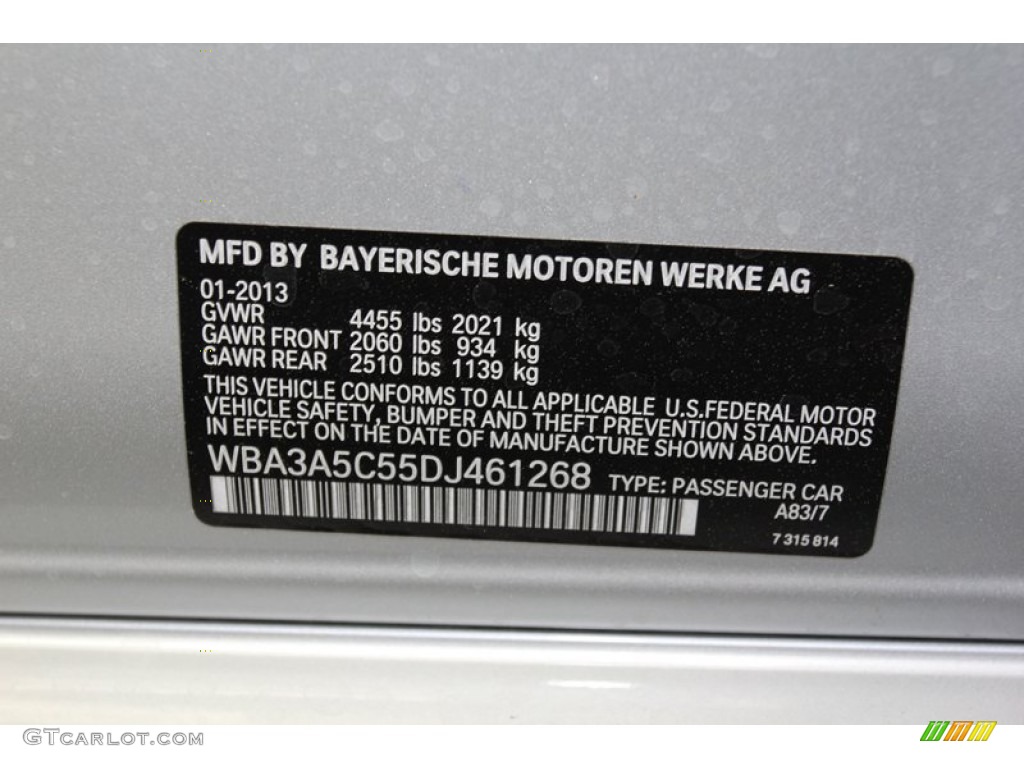 MFD BY BAYERISCHE MOTOREN WERKE AG
01-2013
GVWR 4455 lbs 2021 kg
GAWR FRONT 2060 lbs 934 kg
GAWR REAR 2510 lbs 1139 kg
THIS VEHICLE CONFORMS TO ALL APPLICABLE U.S.FEDERAL MOTOR
VEHICLE SAFETY, BUMPER AND THEFT PREVENTION STANDARDS
IN EFFECT ON THE DATE OF MANUFACTURE SHOWN ABOVE.
WBA3A5C55DJ461268 TYPE: PASSENGER CAR
A83/7
7 315 814
GTCARLOT.COM